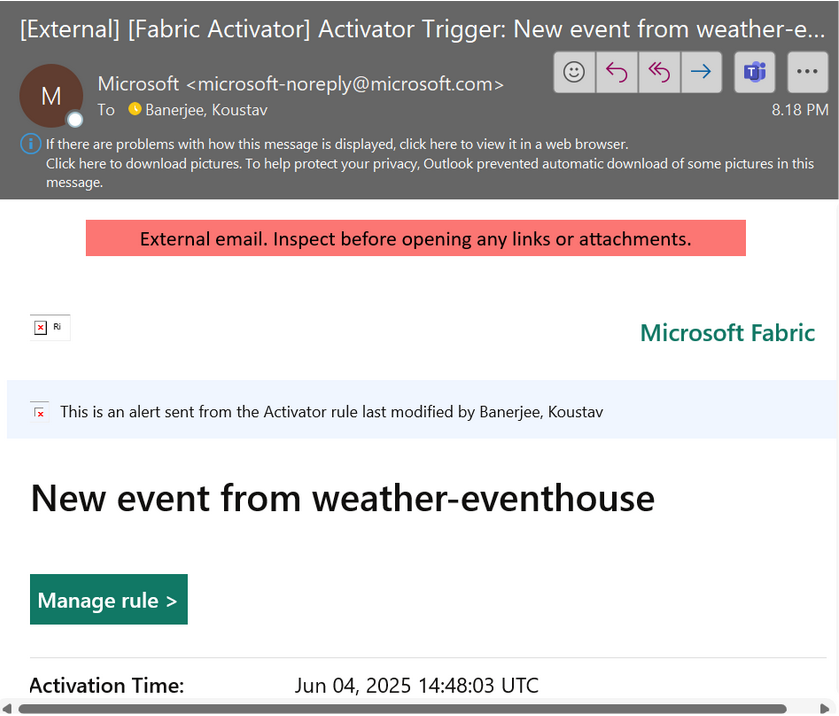 [External] [Fabric Activator] Activator Trigger: New event from weather-e...
M
Microsoft <microsoft-noreply@microsoft.com>
To Banerjee, Koustav
8.18 PM
If there are problems with how this message is displayed, click here to view it in a web browser.
Click here to download pictures. To help protect your privacy, Outlook prevented automatic download of some pictures in this
message.
External email. Inspect before opening any links or attachments.
Ri
Microsoft Fabric
This is an alert sent from the Activator rule last modified by Banerjee, Koustav
New event from weather-eventhouse
Manage rule >
Activation Time: Jun 04, 2025 14:48:03 UTC